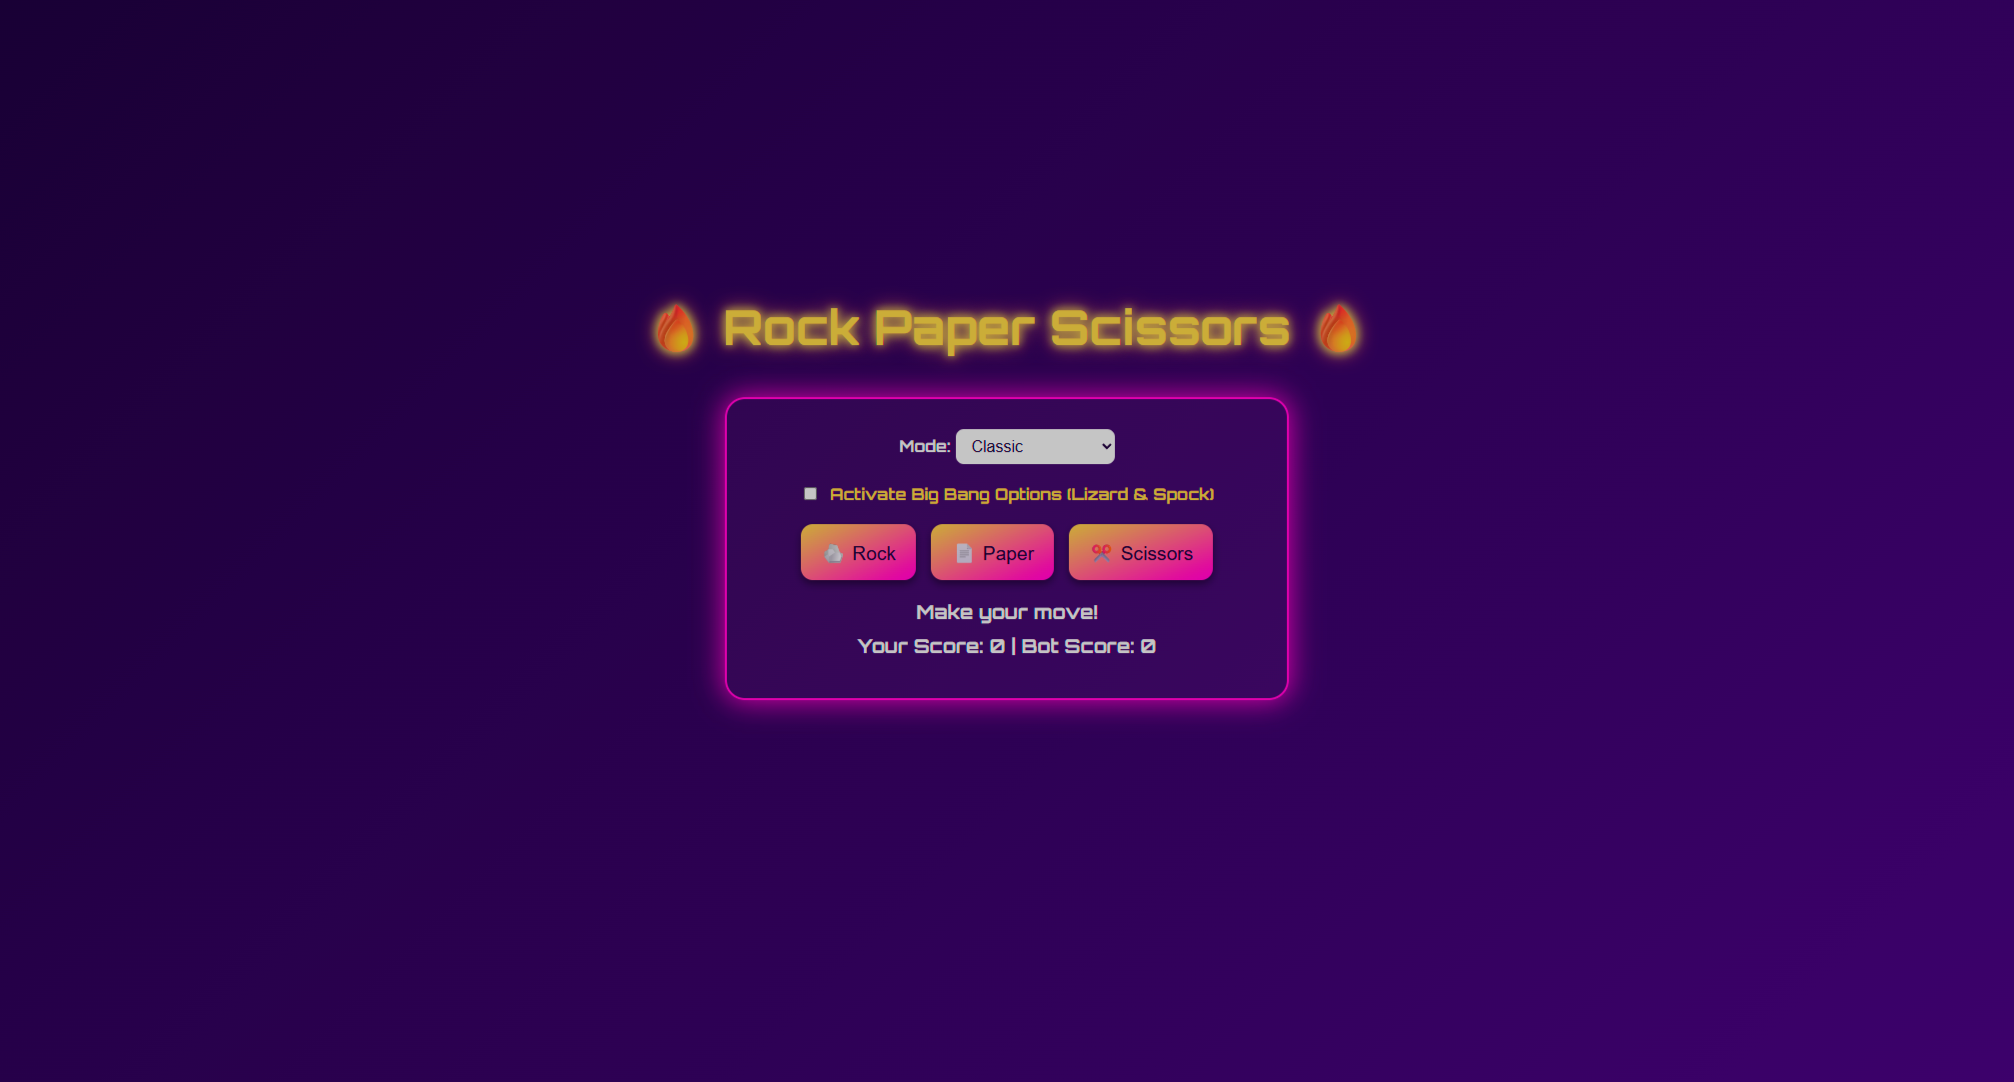 🔥 Rock Paper Scissors 🔥
Mode: Classic
Activate Big Bang Options (Lizard & Spock)
🪨 Rock 📄 Paper ✂️ Scissors
Make your move!
Your Score: 0 | Bot Score: 0